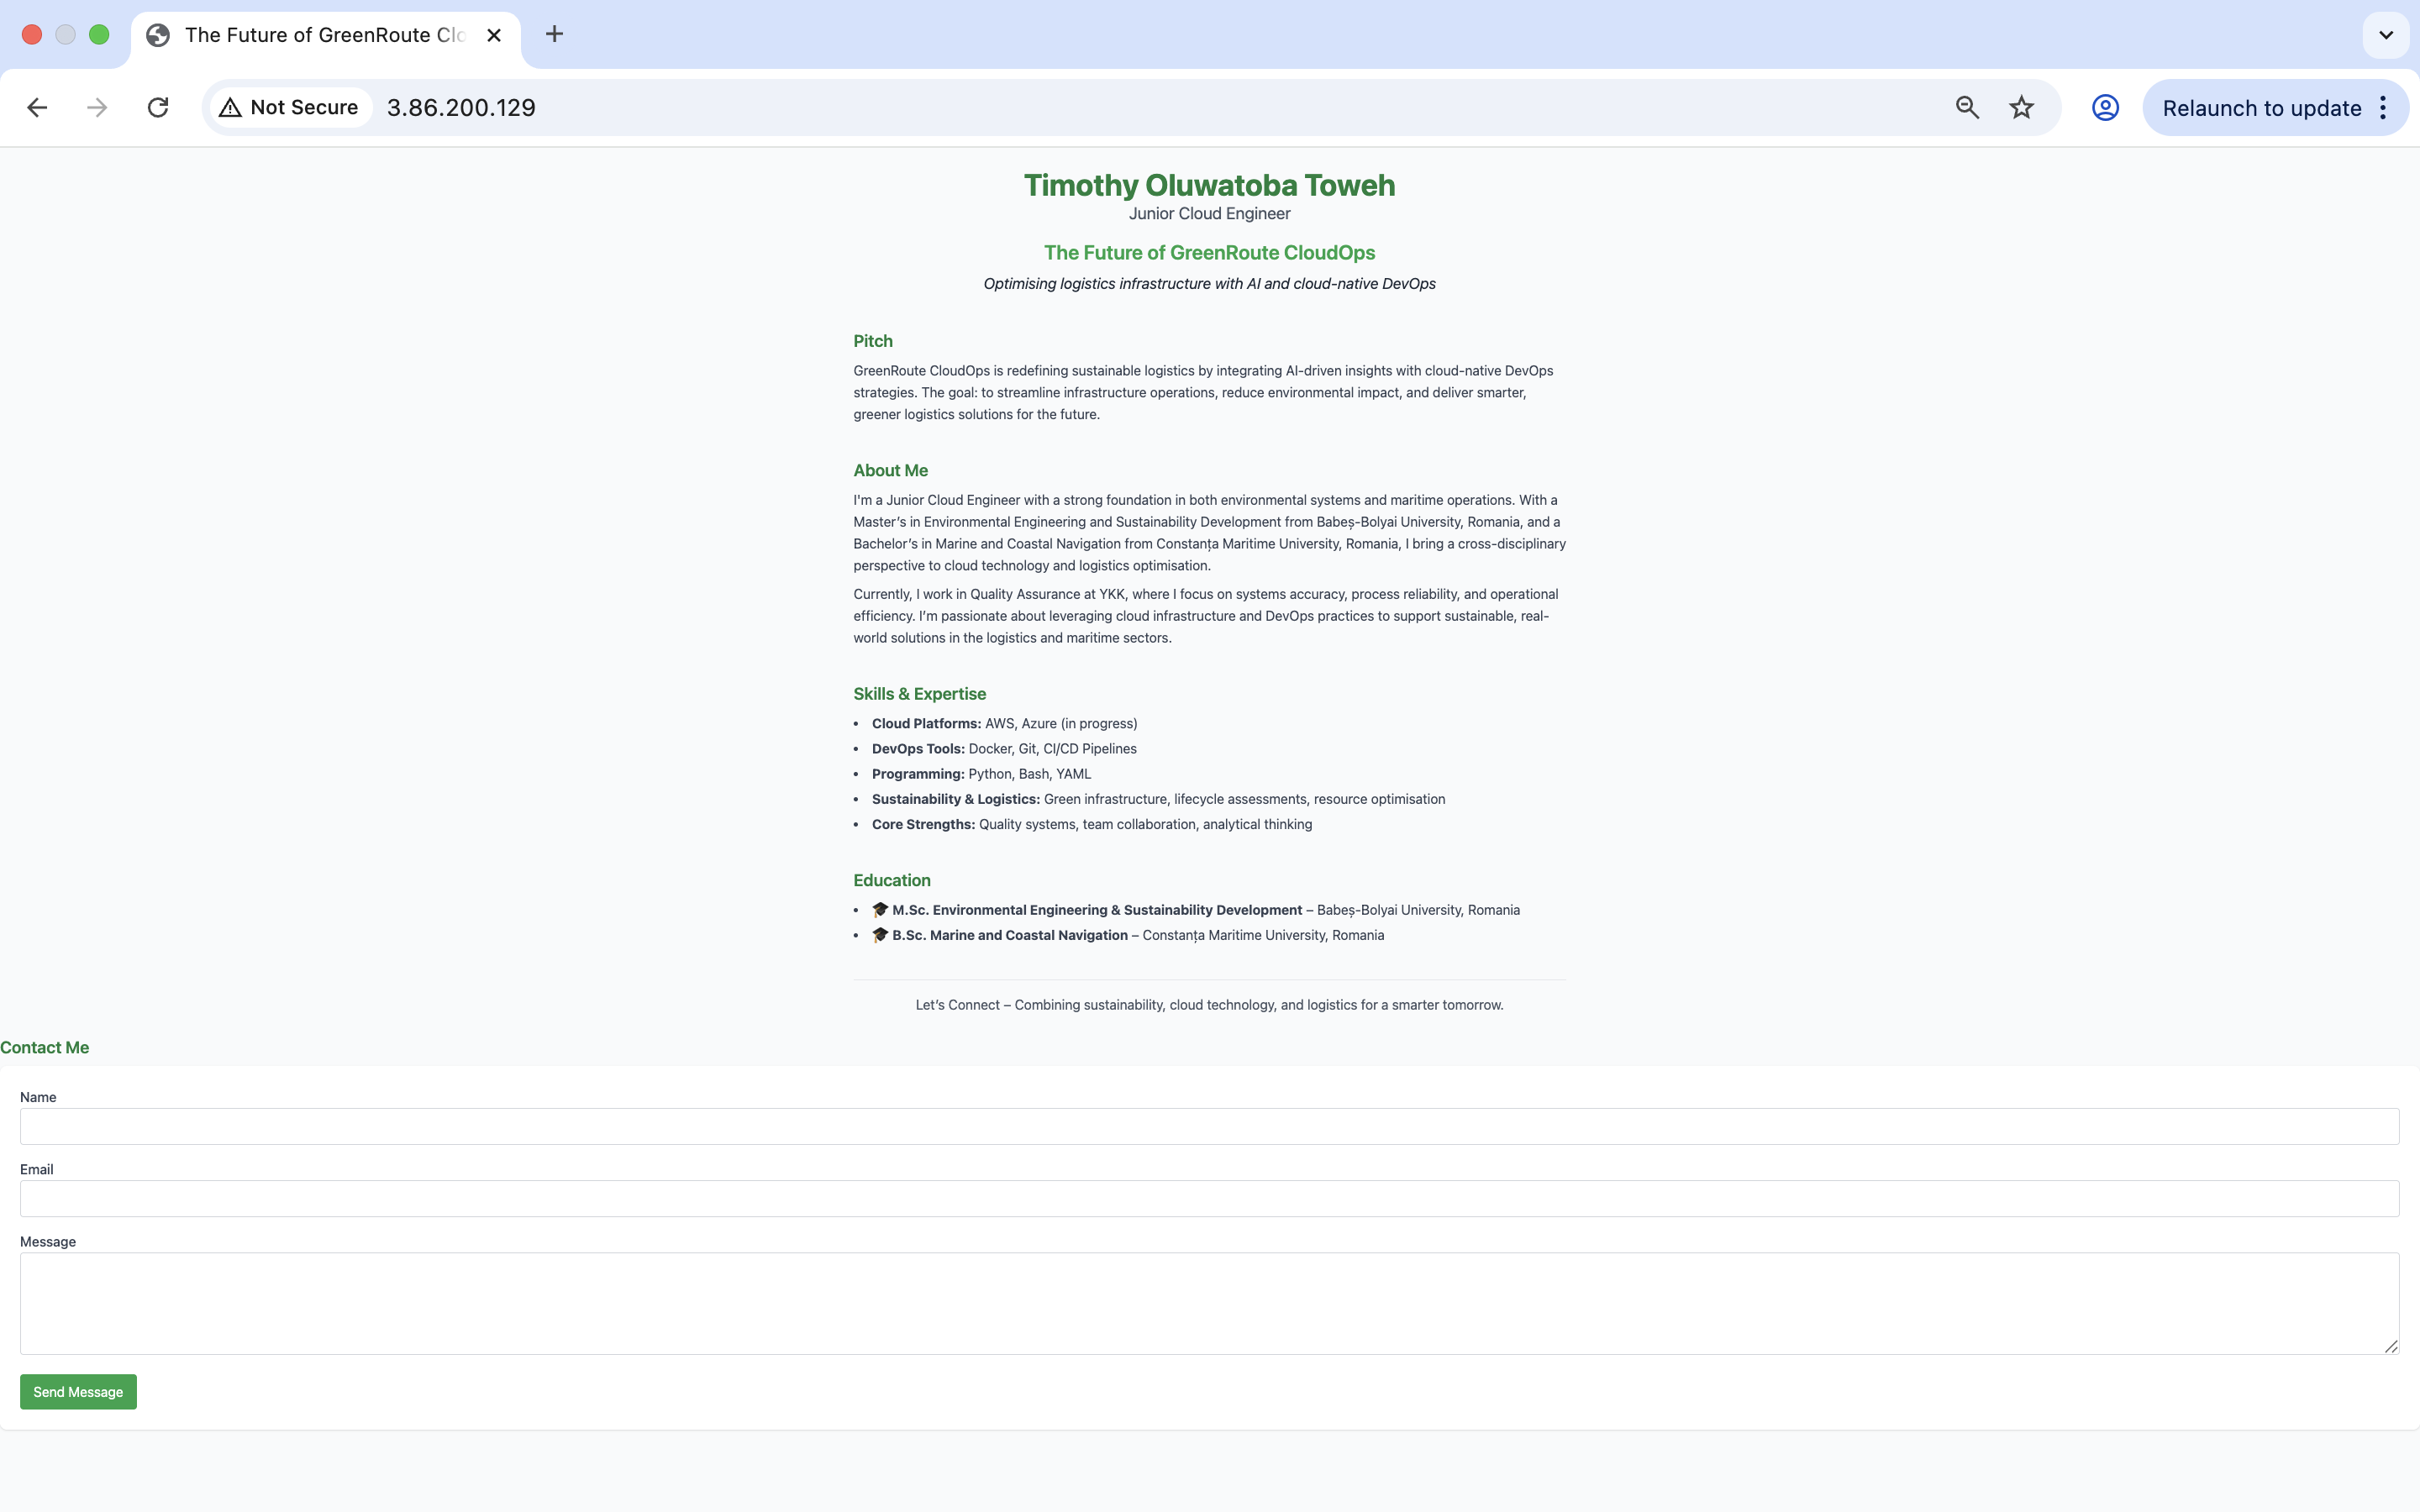 The Future of GreenRoute Clo
Not Secure
3.86.200.129
Relaunch to update
Timothy Oluwatoba Toweh
Junior Cloud Engineer
The Future of GreenRoute CloudOps
Optimising logistics infrastructure with AI and cloud-native DevOps
Pitch
GreenRoute CloudOps is redefining sustainable logistics by integrating AI-driven insights with cloud-native DevOps
strategies. The goal: to streamline infrastructure operations, reduce environmental impact, and deliver smarter,
greener logistics solutions for the future.
About Me
I'm a Junior Cloud Engineer with a strong foundation in both environmental systems and maritime operations. With a
Master’s in Environmental Engineering and Sustainability Development from Babeș-Bolyai University, Romania, and a
Bachelor’s in Marine and Coastal Navigation from Constanța Maritime University, Romania, I bring a cross-disciplinary
perspective to cloud technology and logistics optimisation.
Currently, I work in Quality Assurance at YKK, where I focus on systems accuracy, process reliability, and operational
efficiency. I’m passionate about leveraging cloud infrastructure and DevOps practices to support sustainable, real-
world solutions in the logistics and maritime sectors.
Skills & Expertise
• Cloud Platforms: AWS, Azure (in progress)
• DevOps Tools: Docker, Git, CI/CD Pipelines
• Programming: Python, Bash, YAML
• Sustainability & Logistics: Green infrastructure, lifecycle assessments, resource optimisation
• Core Strengths: Quality systems, team collaboration, analytical thinking
Education
• 🎓 M.Sc. Environmental Engineering & Sustainability Development – Babeș-Bolyai University, Romania
• 🎓 B.Sc. Marine and Coastal Navigation – Constanța Maritime University, Romania
Let’s Connect – Combining sustainability, cloud technology, and logistics for a smarter tomorrow.
Contact Me
Name
Email
Message
Send Message